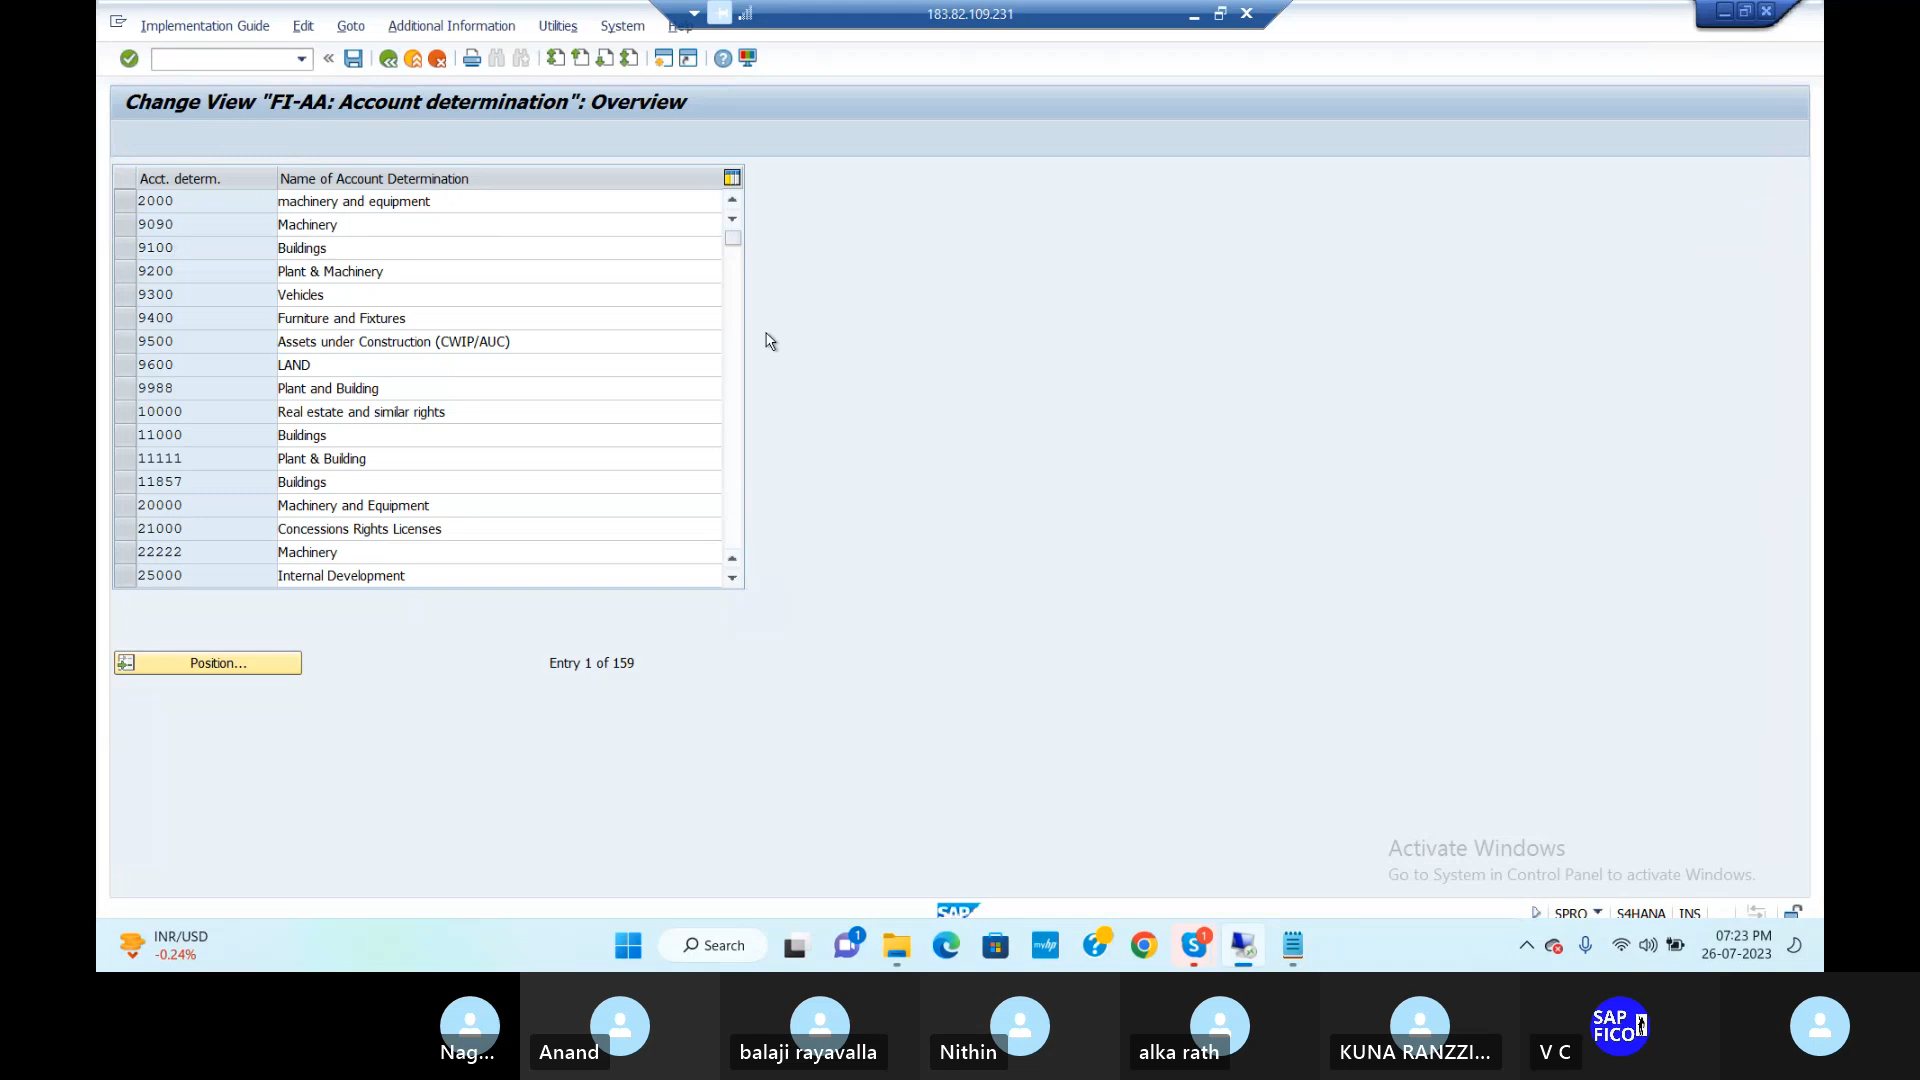 183.82.109.231
Implementation Guide Edit Goto Additional Information Utilities System Help
Change View "FI-AA: Account determination": Overview
Acct. determ. Name of Account Determination
2000 machinery and equipment
9090 Machinery
9100 Buildings
9200 Plant & Machinery
9300 Vehicles
9400 Furniture and Fixtures
9500 Assets under Construction (CWIP/AUC)
9600 LAND
9988 Plant and Building
10000 Real estate and similar rights
11000 Buildings
11111 Plant & Building
11857 Buildings
20000 Machinery and Equipment
21000 Concessions Rights Licenses
22222 Machinery
25000 Internal Development
Position... Entry 1 of 159
Activate Windows
Go to System in Control Panel to activate Windows.
SAP SPRO S4HANA INS
INR/USD
-0.24%
Search
1
myhp
S 1
07:23 PM
26-07-2023
SAP
FICO
Nag... Anand balaji rayavalla Nithin alka rath KUNA RANZZI... V C